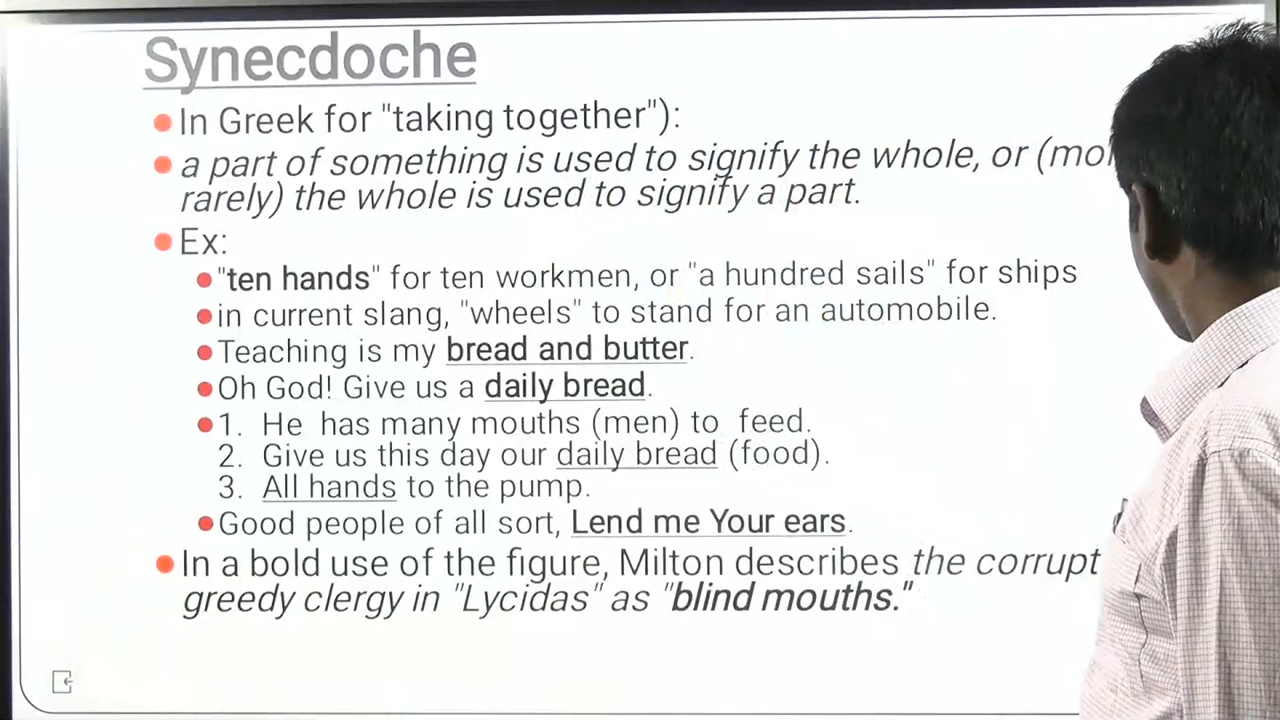 Synecdoche
In Greek for "taking together"):
a part of something is used to signify the whole, or
rarely) the whole is used to signify a part.
Ex:
"ten hands" for ten workmen, or "a hundred sails" for ships
in current slang, "wheels" to stand for an automobile.
Teaching is my bread and butter.
Oh God! Give us a daily bread.
1. He has many mouths (men) to feed.
2. Give us this day our daily bread (food).
3. All hands to the pump.
Good people of all sort, Lend me Your ears.
In a bold use of the figure, Milton describes the corrupt
greedy clergy in "Lycidas" as "blind mouths."